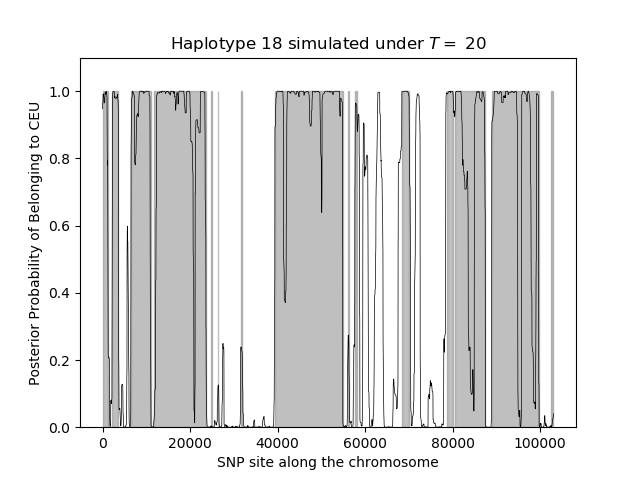 Haplotype 18 simulated under T = 20
Posterior Probability of Belonging to CEU
1.0
0.8
0.6
0.4
0.2
0.0
0 20000 40000 60000 80000 100000
SNP site along the chromosome